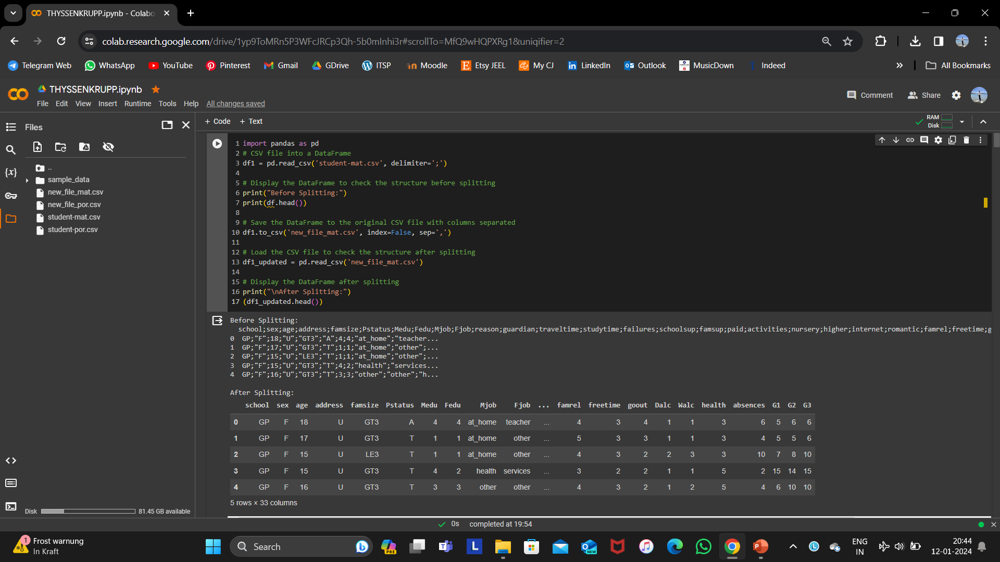 THYSSENKRUPP.ipynb - Colabo
colab.research.google.com/drive/1yp9ToMRn5P3WFcJRCp3Qh-5b0mInhi3r#scrollTo=MfQ9wHQPXRg1&uniqifier=2
Telegram Web WhatsApp YouTube Pinterest Gmail GDrive ITSP Moodle Etsy JEEL My CJ LinkedIn Outlook MusicDown Indeed » All Bookmarks
THYSSENKRUPP.ipynb
File Edit View Insert Runtime Tools Help All changes saved
Comment Share
Files
+ Code + Text
RAM
Disk
..
sample_data
new_file_mat.csv
new_file_por.csv
student-mat.csv
student-por.csv
{x}
Disk 81.45 GB available
1 import pandas as pd
2 # CSV file into a DataFrame
3 df1 = pd.read_csv('student-mat.csv', delimiter=';')
4
5 # Display the DataFrame to check the structure before splitting
6 print("Before Splitting:")
7 print(df.head())
8
9 # Save the DataFrame to the original CSV file with columns separated
10 df1.to_csv('new_file_mat.csv', index=False, sep=',')
11
12 # Load the CSV file to check the structure after splitting
13 df1_updated = pd.read_csv('new_file_mat.csv')
14
15 # Display the DataFrame after splitting
16 print("\nAfter Splitting:")
17 (df1_updated.head())
Before Splitting:
school;sex;age;address;famsize;Pstatus;Medu;Fedu;Mjob;Fjob;reason;guardian;traveltime;studytime;failures;schoolsup;famsup;paid;activities;nursery;higher;internet;romantic;famrel;freetime;g
0 GP;"F";18;"U";"GT3";"A";4;4;"at_home";"teacher...
1 GP;"F";17;"U";"GT3";"T";1;1;"at_home";"other";...
2 GP;"F";15;"U";"LE3";"T";1;1;"at_home";"other";...
3 GP;"F";15;"U";"GT3";"T";4;2;"health";"services...
4 GP;"F";16;"U";"GT3";"T";3;3;"other";"other";"h...
After Splitting:
school sex age address famsize Pstatus Medu Fedu Mjob Fjob ... famrel freetime goout Dalc Walc health absences G1 G2 G3
0 GP F 18 U GT3 A 4 4 at_home teacher ... 4 3 4 1 1 3 6 5 6 6
1 GP F 17 U GT3 T 1 1 at_home other ... 5 3 3 1 1 3 4 5 5 6
2 GP F 15 U LE3 T 1 1 at_home other ... 4 3 2 2 3 3 10 7 8 10
3 GP F 15 U GT3 T 4 2 health services ... 3 2 2 1 1 5 2 15 14 15
4 GP F 16 U GT3 T 3 3 other other ... 4 3 2 1 2 5 4 6 10 10
5 rows × 33 columns
0s completed at 19:54
1 Frost warnung
In Kraft
Search
PRE
L
NEW
P
L
ENG
IN
20:44
12-01-2024